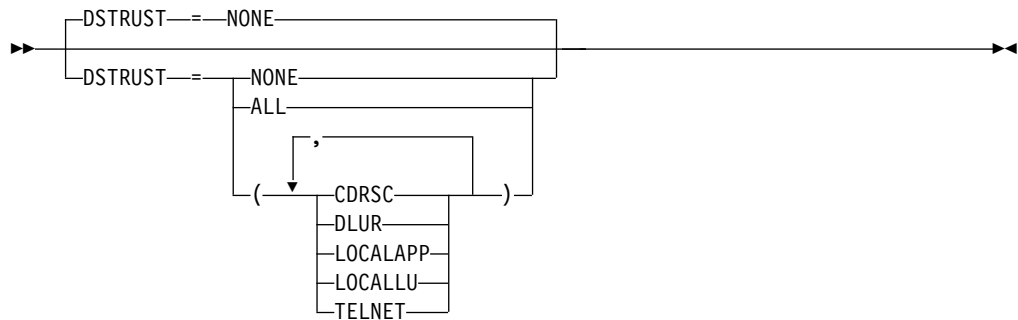 DSTRUST = NONE
DSTRUST = NONE
ALL
,
( CDRSC )
DLUR
LOCALAPP
LOCALLU
TELNET